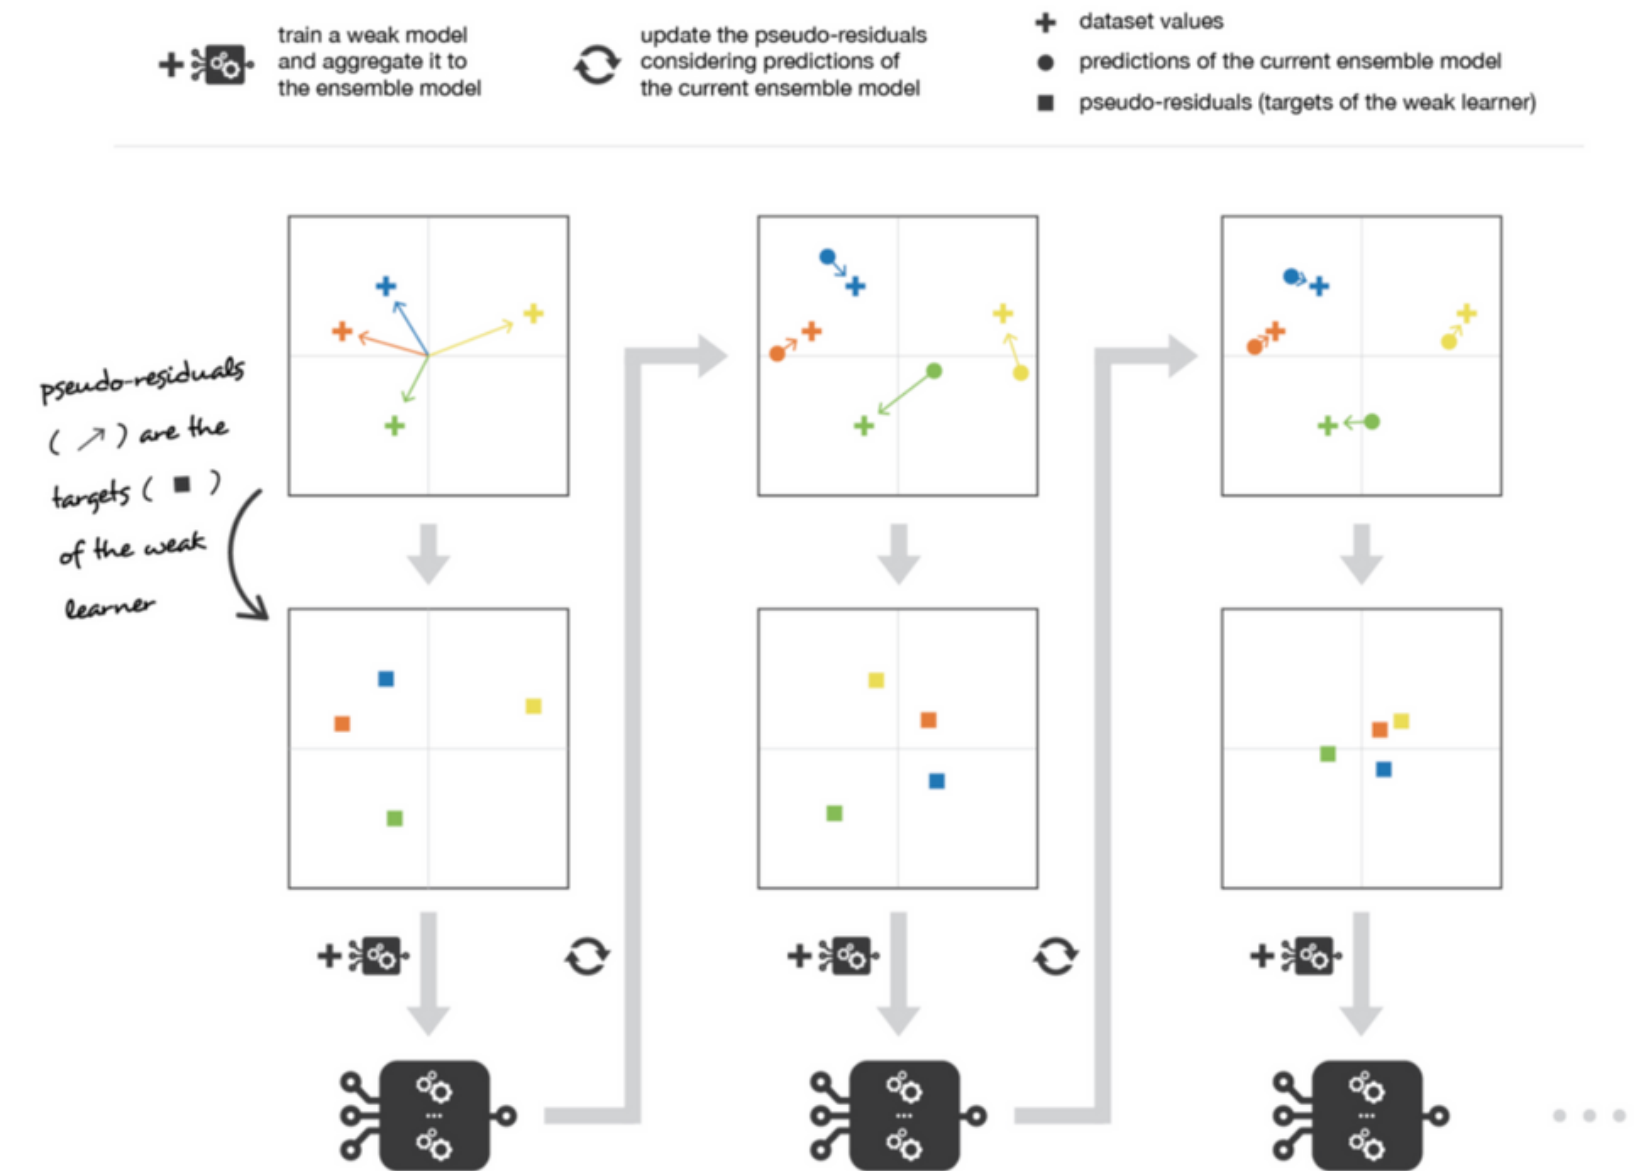 train a weak model
and aggregate it to
the ensemble model
update the pseudo-residuals
considering predictions of
the current ensemble model
dataset values
predictions of the current ensemble model
pseudo-residuals (targets of the weak learner)
pseudo-residuals
( ↗ ) are the
targets ( ■ )
of the weak
learner